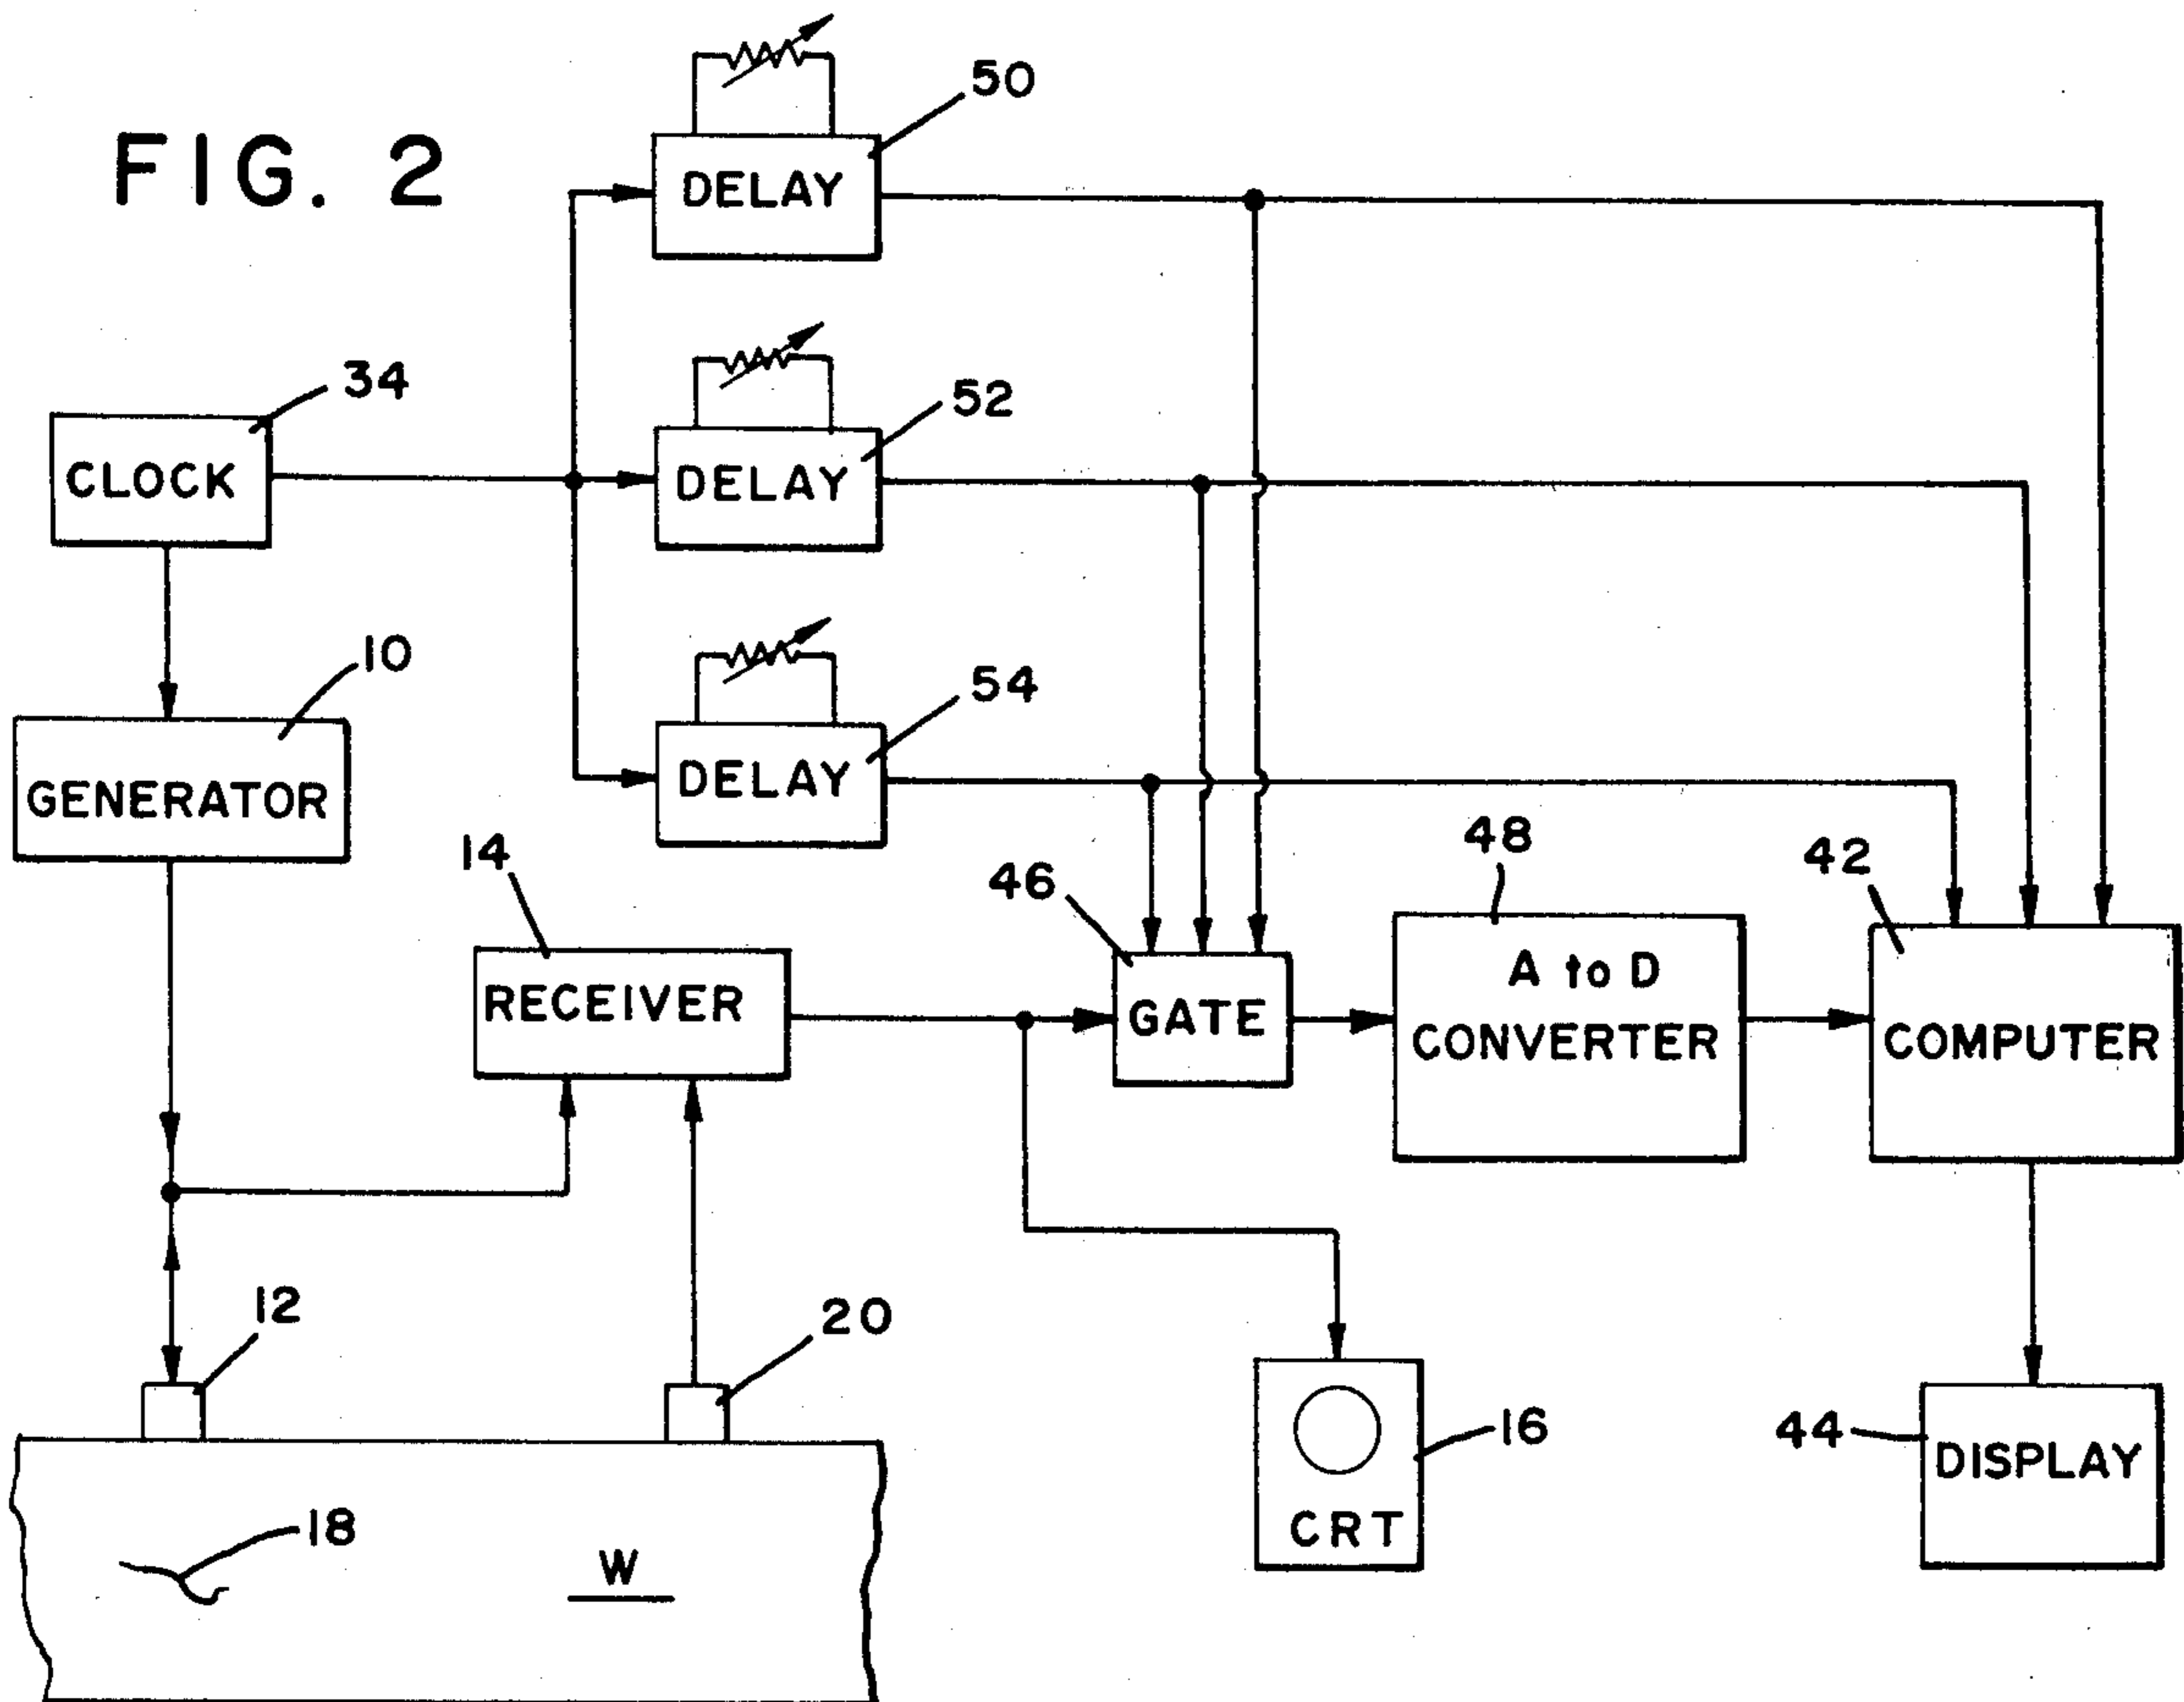 FIG. 2
50
DELAY
34
CLOCK
52
DELAY
10
GENERATOR
54
DELAY
14
RECEIVER
46
GATE
48
A to D
CONVERTER
42
COMPUTER
12
20
16
CRT
44
DISPLAY
18
W